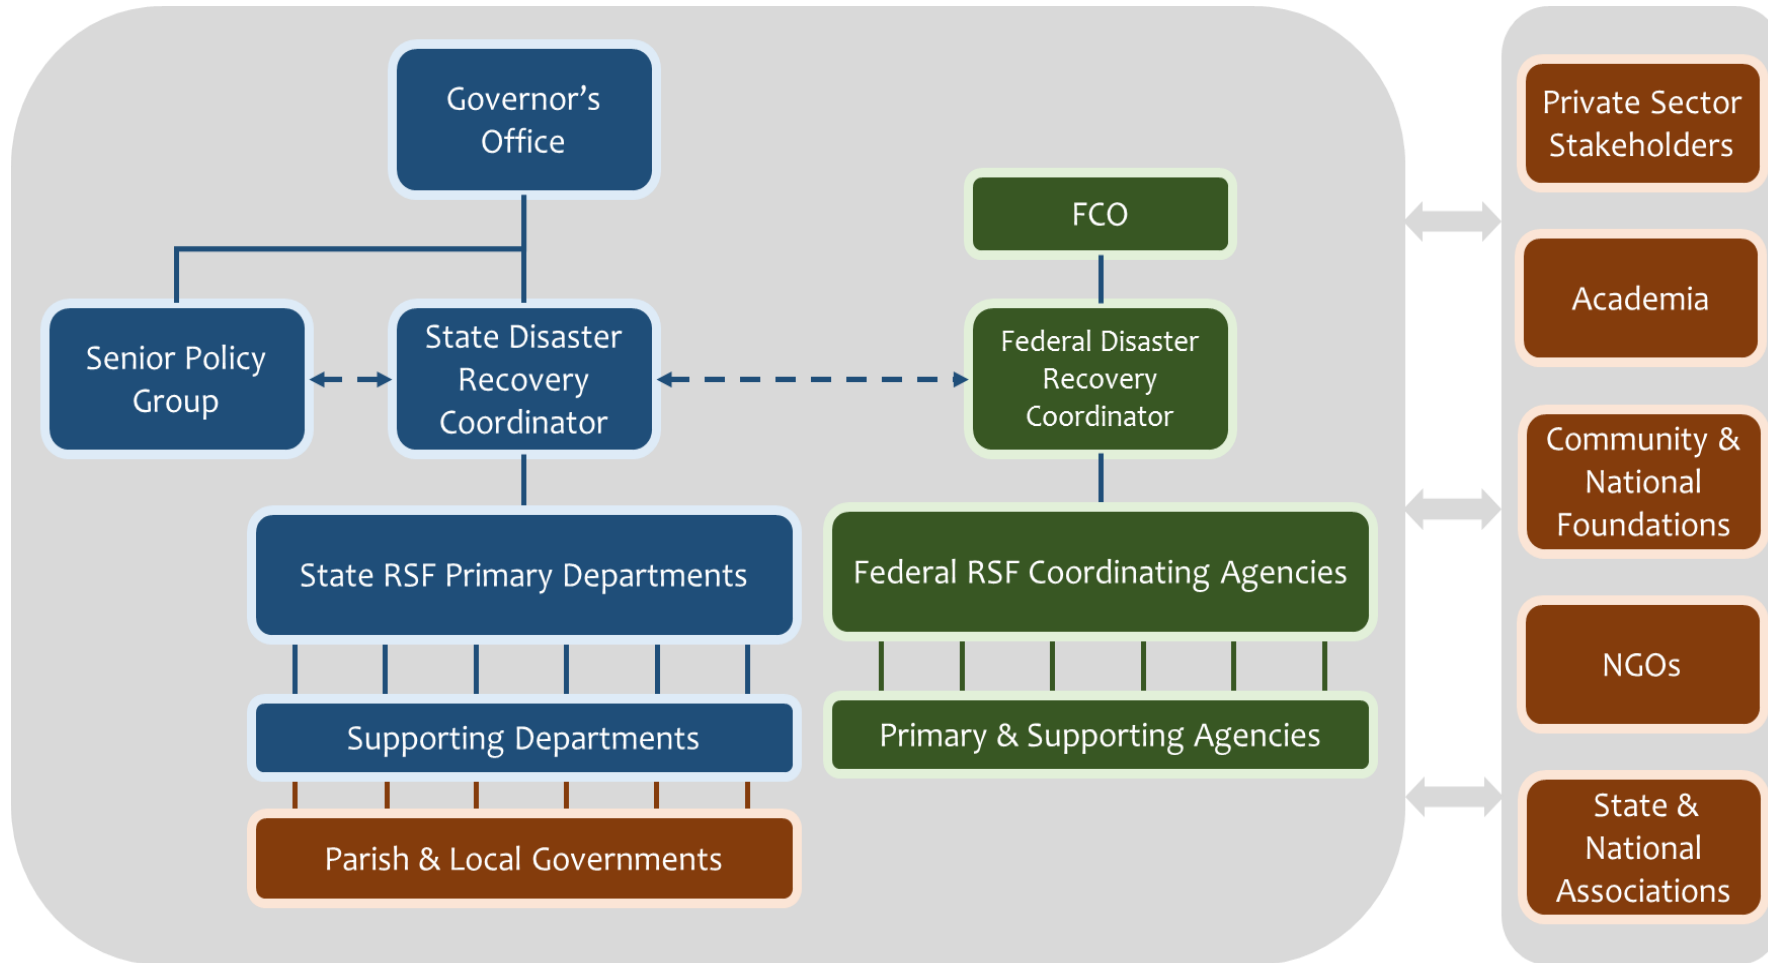 Governor’s
Office
FCO
Senior Policy
Group
State Disaster
Recovery
Coordinator
Federal Disaster
Recovery
Coordinator
State RSF Primary Departments
Federal RSF Coordinating Agencies
Supporting Departments
Primary & Supporting Agencies
Parish & Local Governments
Private Sector
Stakeholders
Academia
Community &
National
Foundations
NGOs
State &
National
Associations